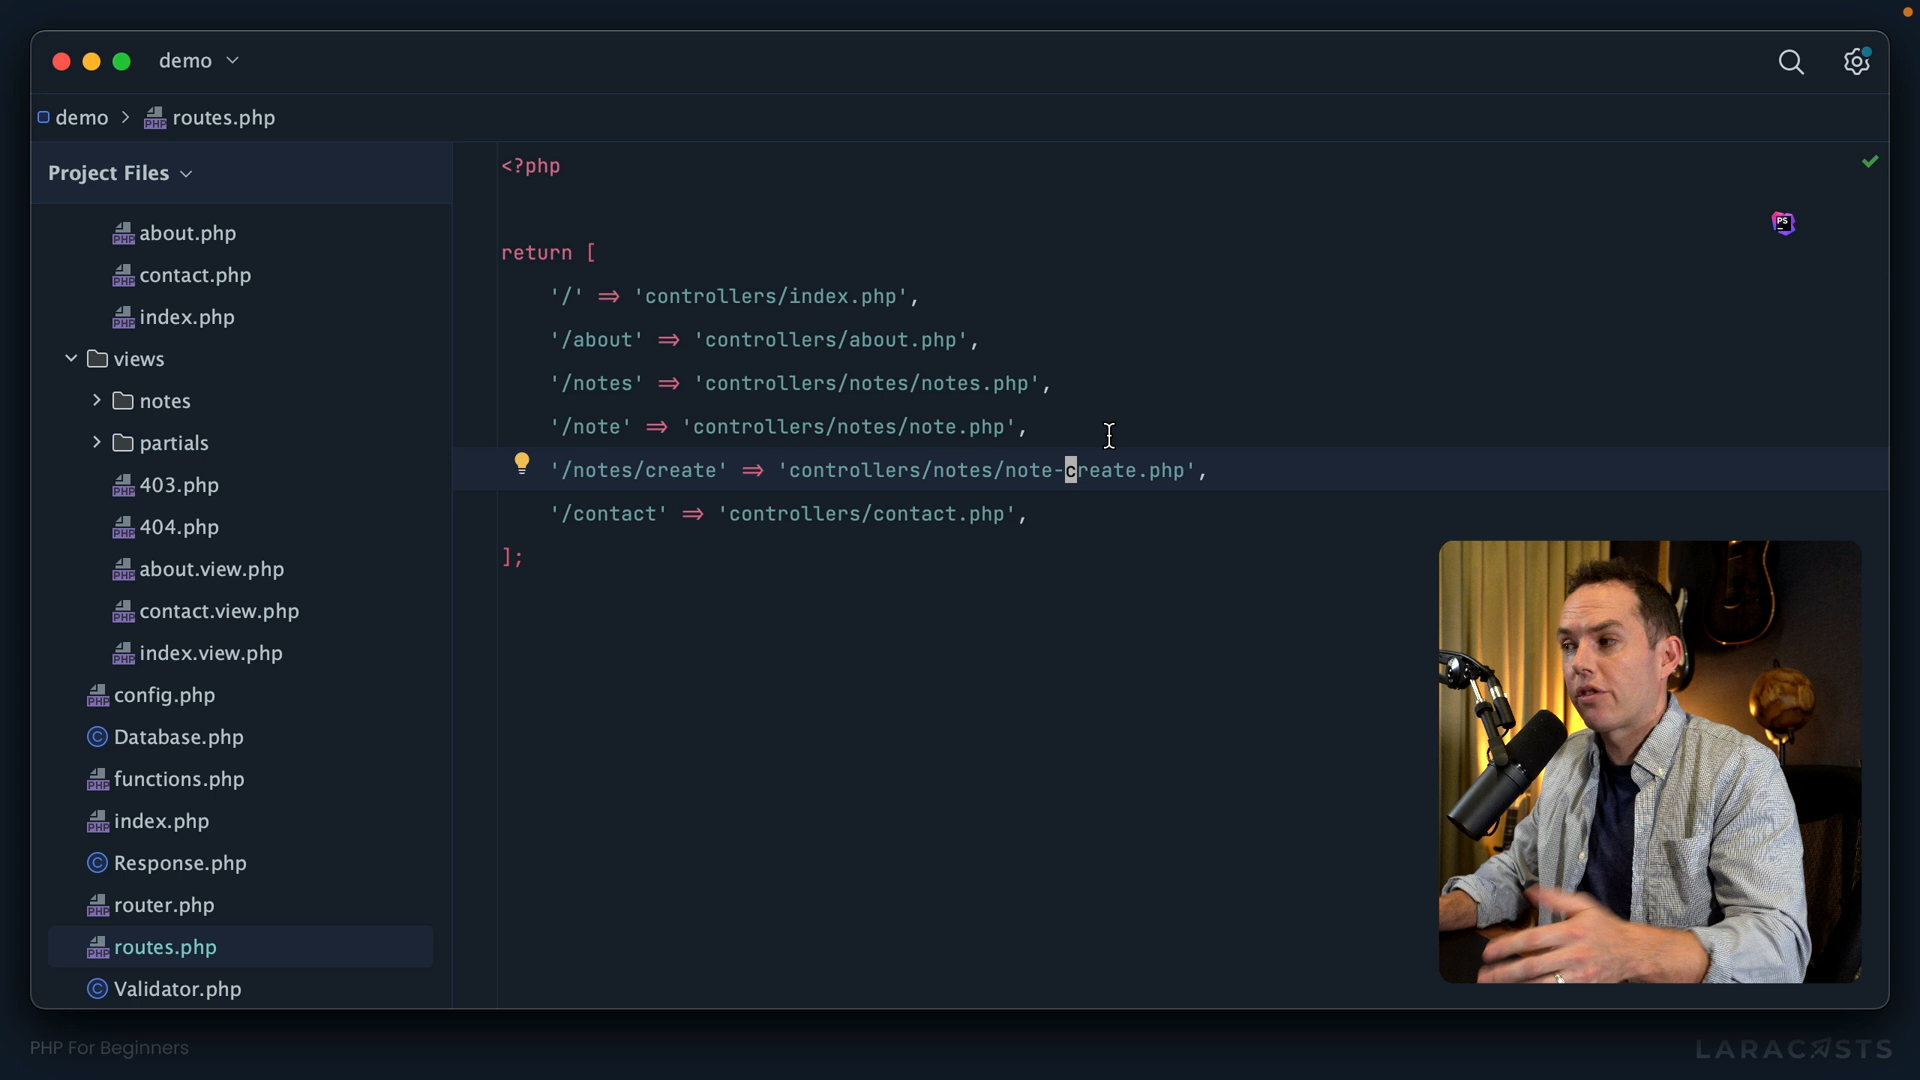 demo
demo > routes.php
Project Files
about.php
contact.php
index.php
views
notes
partials
403.php
404.php
about.view.php
contact.view.php
index.view.php
config.php
Database.php
functions.php
index.php
Response.php
router.php
routes.php
Validator.php
<?php
return [
'/' => 'controllers/index.php',
'/about' => 'controllers/about.php',
'/notes' => 'controllers/notes/notes.php',
'/note' => 'controllers/notes/note.php',
'/notes/create' => 'controllers/notes/note-create.php',
'/contact' => 'controllers/contact.php',
];
PS
PHP For Beginners
LARACASTS